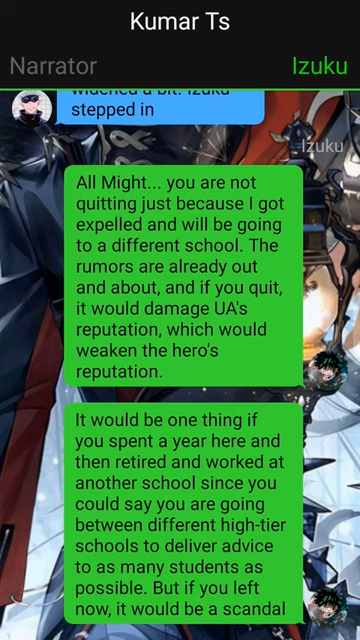 Kumar Ts
Narrator
Izuku
widened a bit. Izuku
stepped in
Izuku
All Might... you are not
quitting just because I got
expelled and will be going
to a different school. The
rumors are already out
and about, and if you quit,
it would damage UA's
reputation, which would
weaken the hero's
reputation.
It would be one thing if
you spent a year here and
then retired and worked at
another school since you
could say you are going
between different high-tier
schools to deliver advice
to as many students as
possible. But if you left
now, it would be a scandal